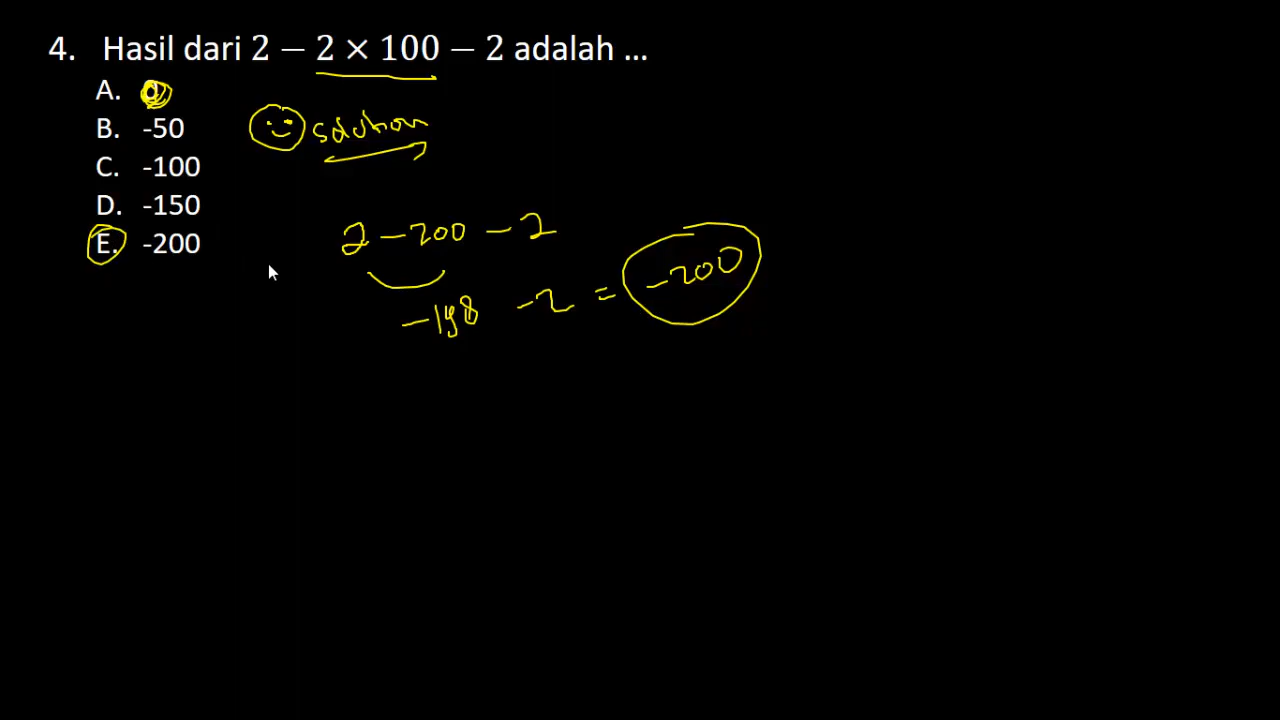 4. Hasil dari 2 − 2 × 100 − 2 adalah ...
A. 0
B. -50
C. -100
D. -150
E. -200
solution
2 − 200 − 2
−198 −2 = −200